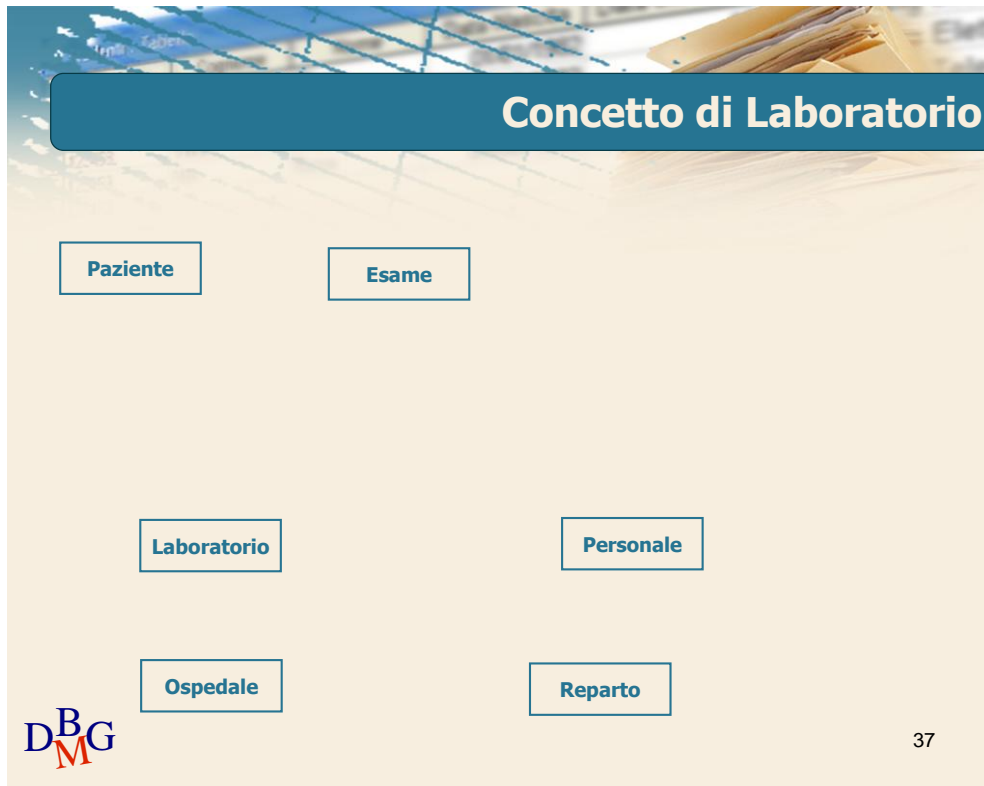 Concetto di Laboratorio
Paziente
Esame
Laboratorio
Personale
Ospedale
Reparto
DBMG
37